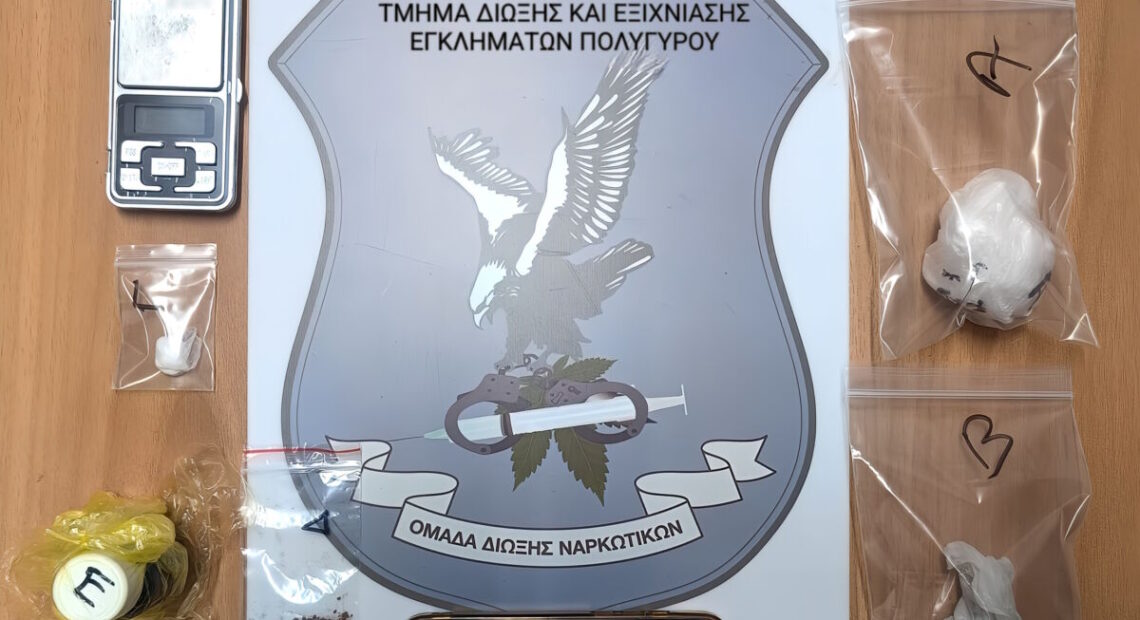 ΤΜΗΜΑ ΔΙΩΞΗΣ ΚΑΙ ΕΞΙΧΝΙΑΣΗΣ
ΕΓΚΛΗΜΑΤΩΝ ΠΟΛΥΓΥΡΟΥ
Α
Γ
Β
Δ
Ε
ΟΜΑΔΑ ΔΙΩΞΗΣ ΝΑΡΚΩΤΙΚΩΝ